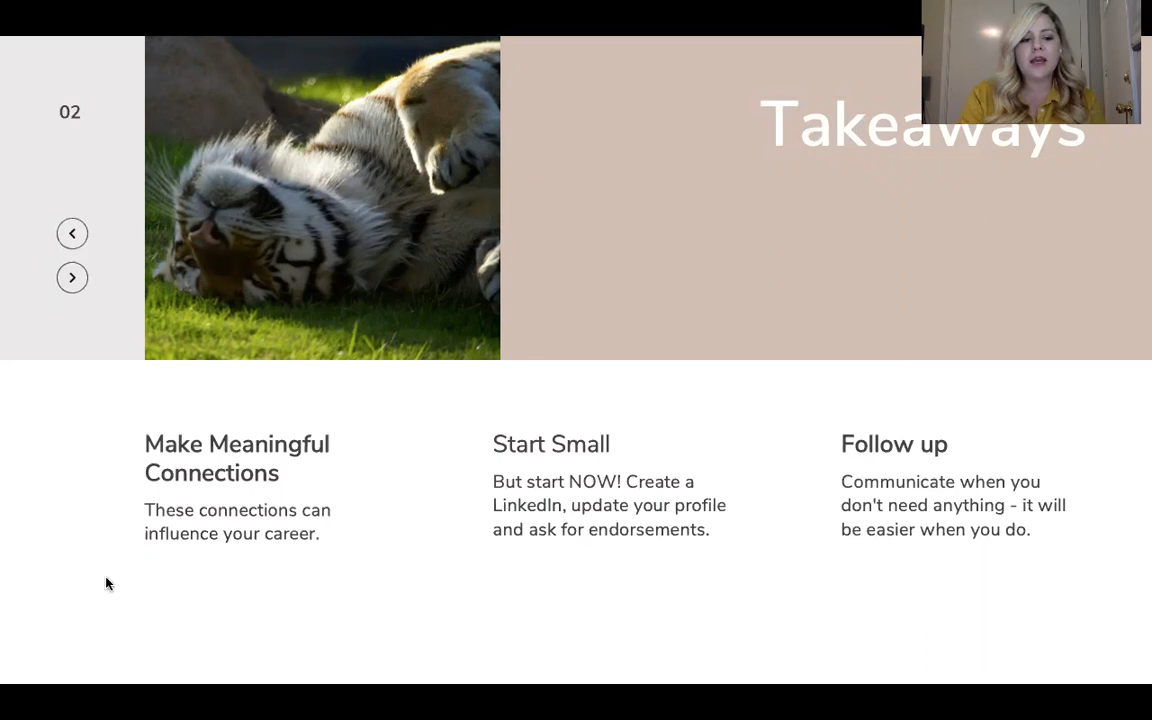 02
Takeaways
Make Meaningful
Connections
These connections can
influence your career.
Start Small
But start NOW! Create a
LinkedIn, update your profile
and ask for endorsements.
Follow up
Communicate when you
don't need anything - it will
be easier when you do.